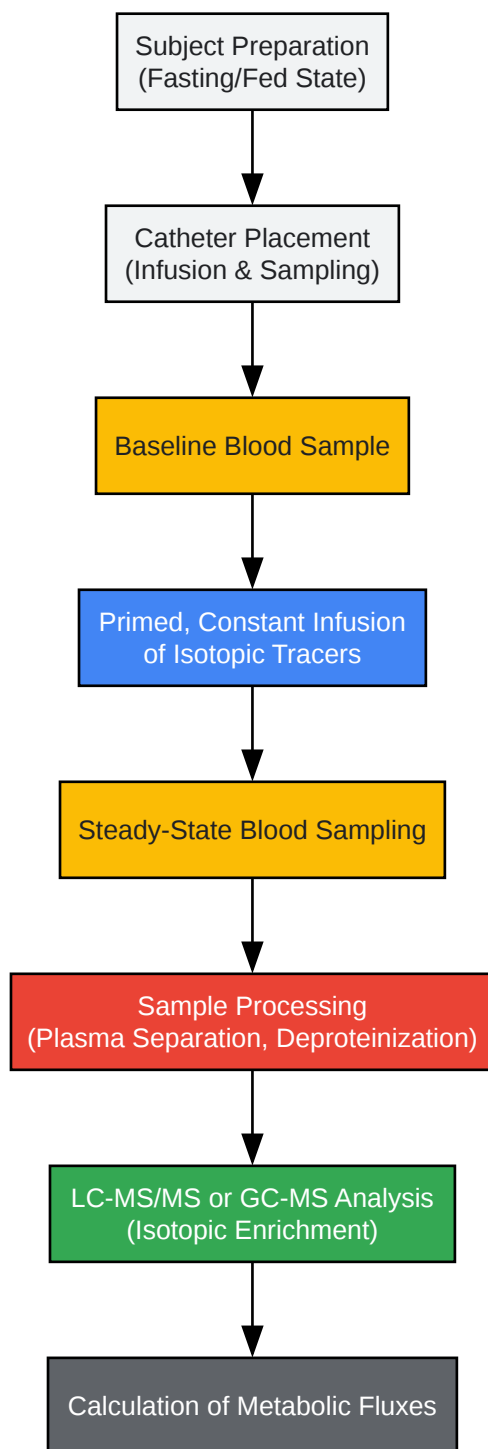 Subject Preparation
(Fasting/Fed State)
Catheter Placement
(Infusion & Sampling)
Baseline Blood Sample
Primed, Constant Infusion
of Isotopic Tracers
Steady-State Blood Sampling
Sample Processing
(Plasma Separation, Deproteinization)
LC-MS/MS or GC-MS Analysis
(Isotopic Enrichment)
Calculation of Metabolic Fluxes